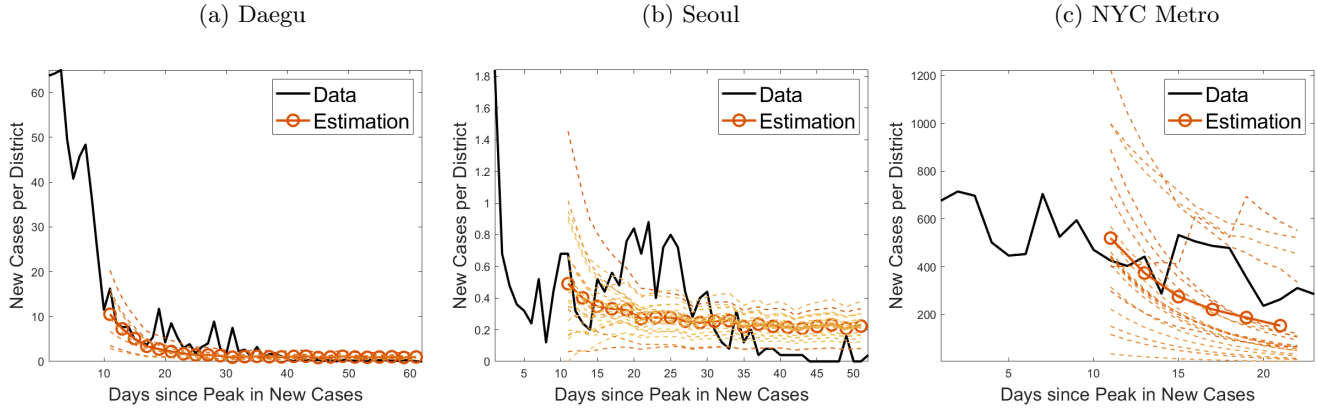 (a) Daegu
(b) Seoul
(c) NYC Metro
New Cases per District
60
50
40
30
20
10
0
10 20 30 40 50 60
Days since Peak in New Cases
Data
Estimation
New Cases per District
1.8
1.6
1.4
1.2
1
0.8
0.6
0.4
0.2
0
5 10 15 20 25 30 35 40 45 50
Days since Peak in New Cases
Data
Estimation
New Cases per District
1200
1000
800
600
400
200
5 10 15 20
Days since Peak in New Cases
Data
Estimation